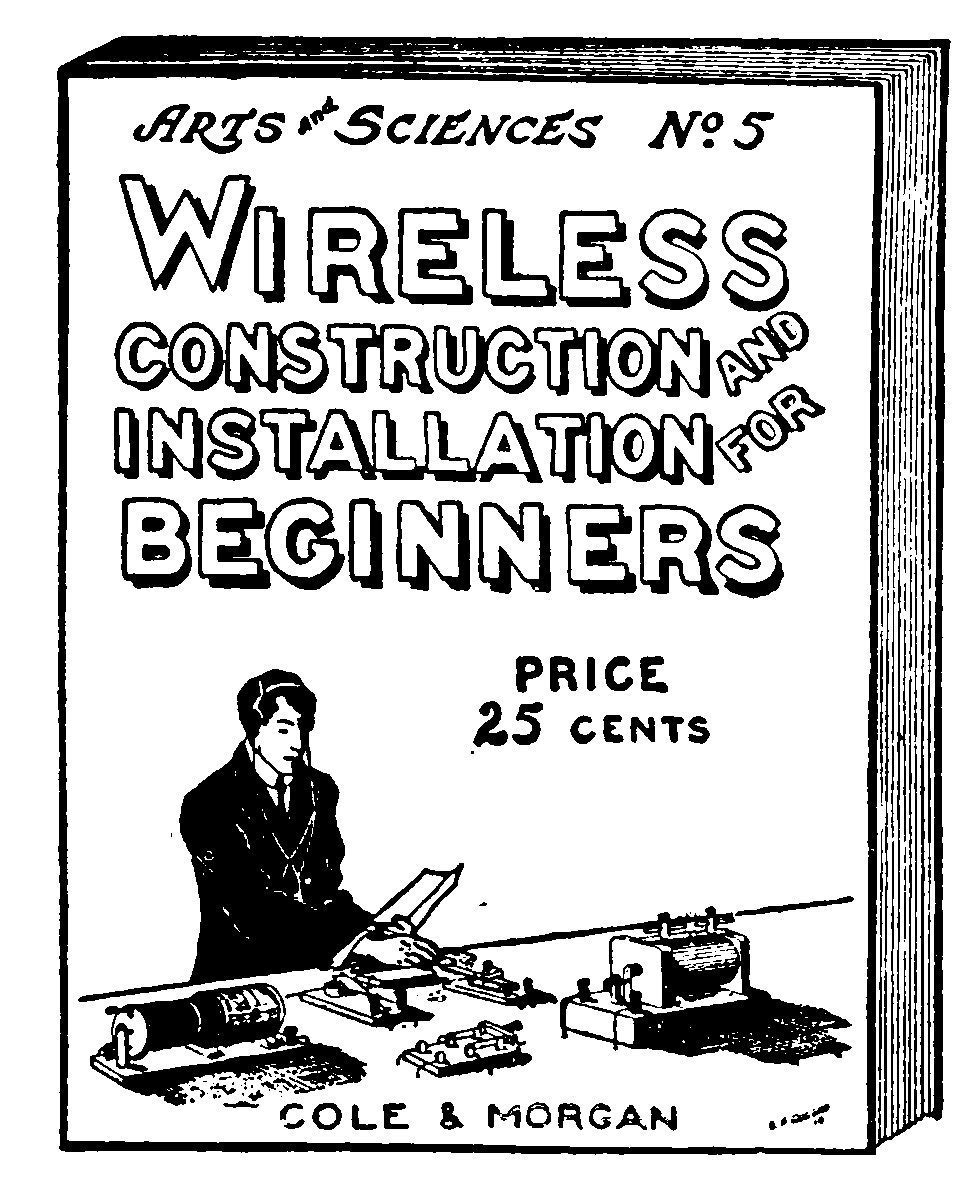 ARTS and SCIENCES No. 5
WIRELESS
CONSTRUCTION AND
INSTALLATION FOR
BEGINNERS
PRICE
25 CENTS
COLE & MORGAN